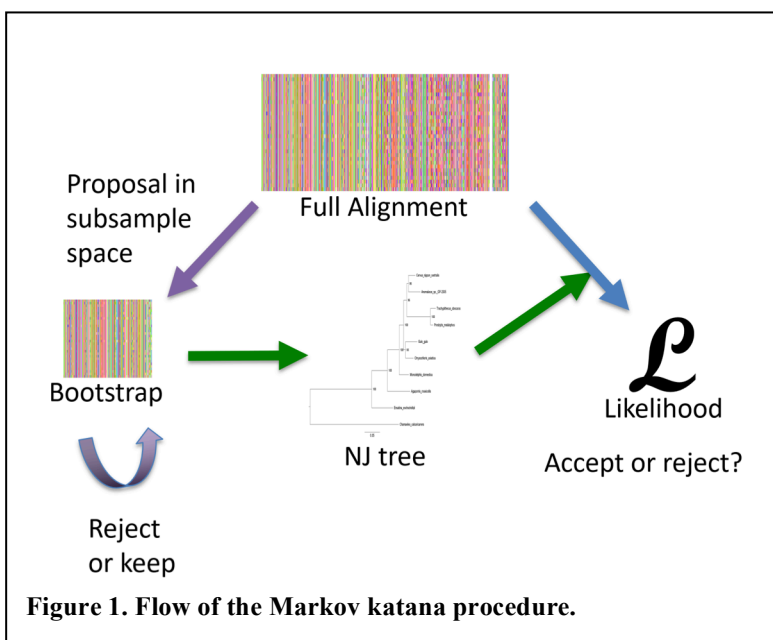 Proposal in
subsample
space
Full Alignment
Bootstrap
NJ tree
Likelihood
Accept or reject?
Reject
or keep
Figure 1. Flow of the Markov katana procedure.